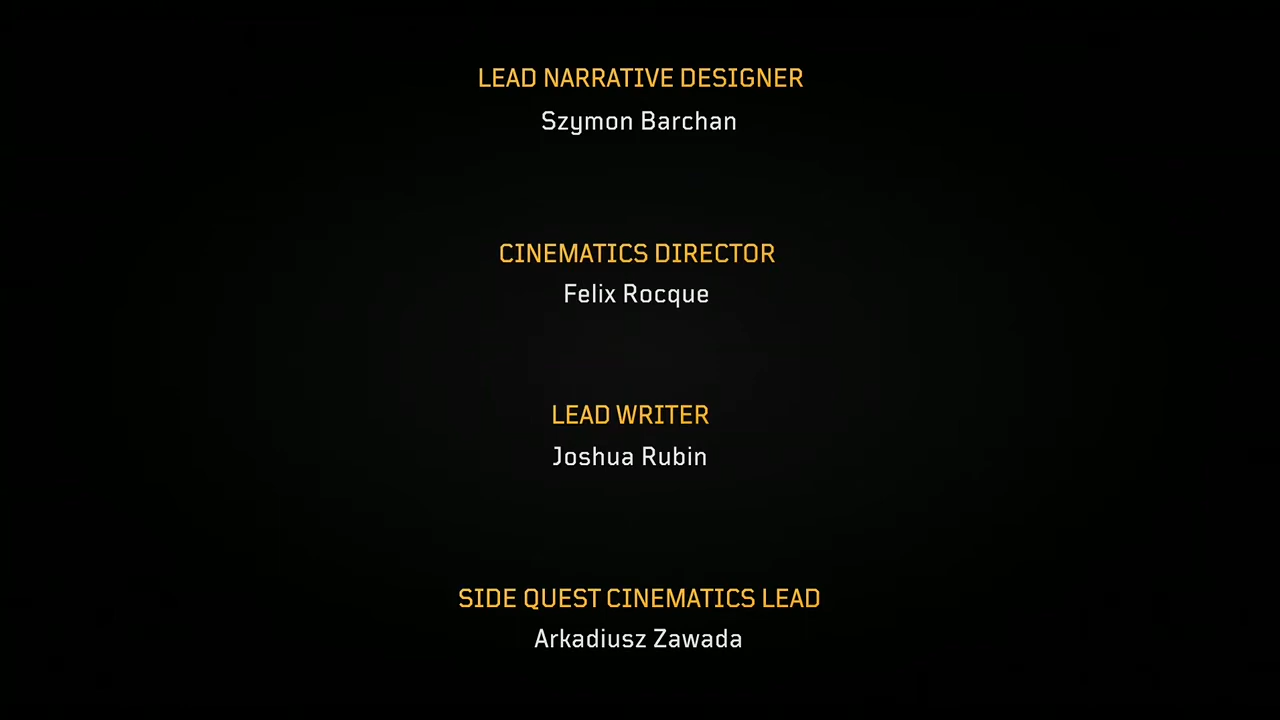 LEAD NARRATIVE DESIGNER
Szymon Barchan
CINEMATICS DIRECTOR
Felix Rocque
LEAD WRITER
Joshua Rubin
SIDE QUEST CINEMATICS LEAD
Arkadiusz Zawada